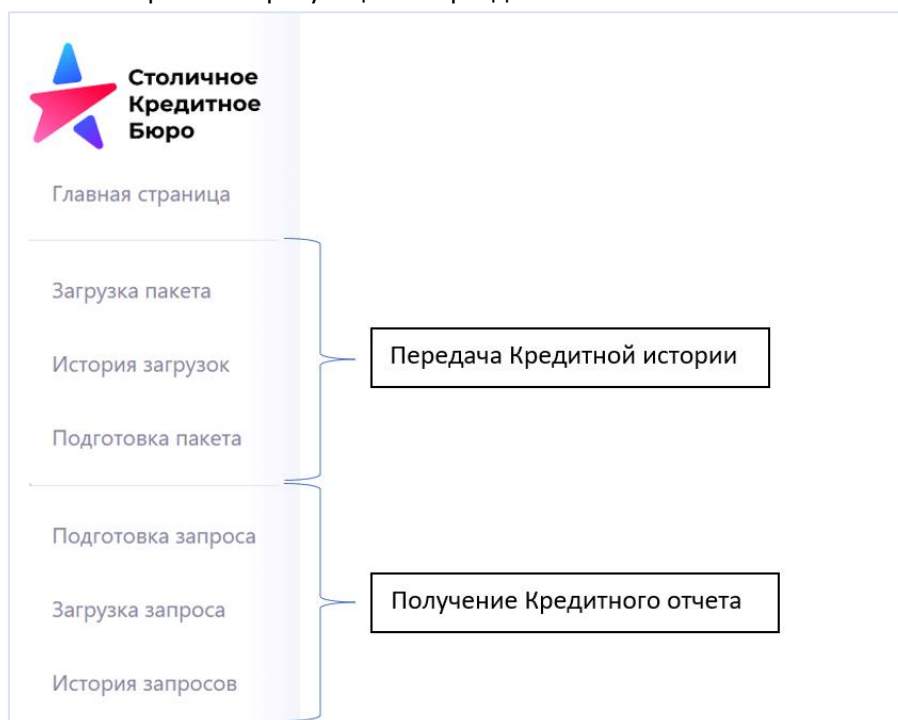 Столичное
Кредитное
Бюро
Главная страница
Загрузка пакета
История загрузок
Подготовка пакета
Передача Кредитной истории
Подготовка запроса
Загрузка запроса
История запросов
Получение Кредитного отчета